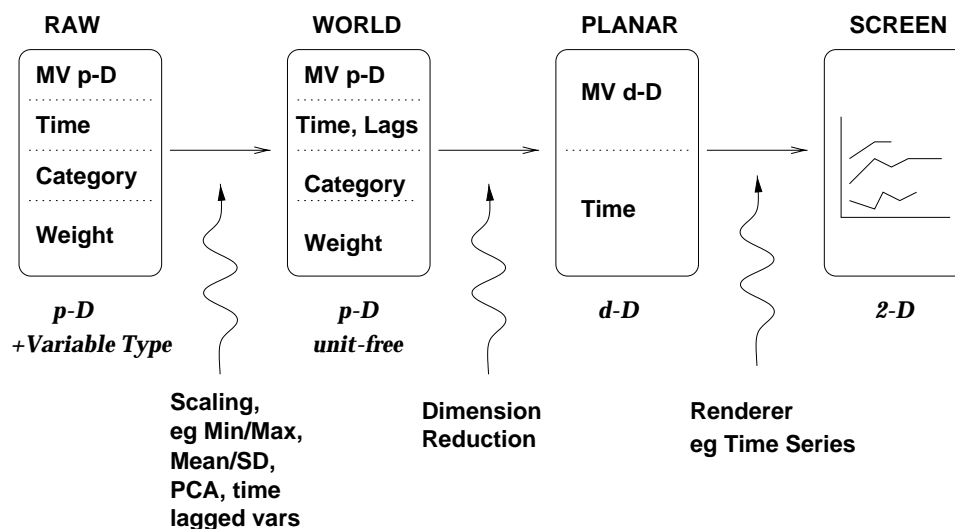 RAW
WORLD
PLANAR
SCREEN
MV p-D
Time
Category
Weight
MV p-D
Time, Lags
Category
Weight
MV d-D
Time
p-D
+Variable Type
p-D
unit-free
d-D
2-D
Scaling,
eg Min/Max,
Mean/SD,
PCA, time
lagged vars
Dimension
Reduction
Renderer
eg Time Series